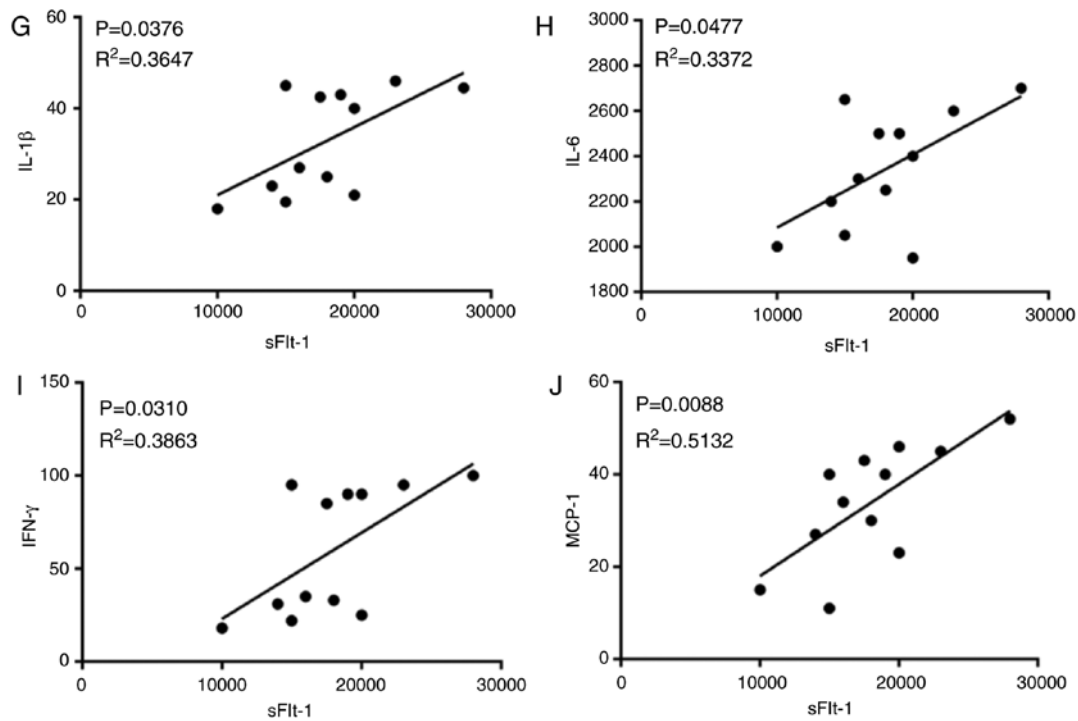 G
P=0.0376
R²=0.3647
60
40
20
0
IL-1β
0 10000 20000 30000
sFlt-1
H
P=0.0477
R²=0.3372
3000
2800
2600
2400
2200
2000
1800
IL-6
0 10000 20000 30000
sFlt-1
I
P=0.0310
R²=0.3863
150
100
50
0
IFN-γ
0 10000 20000 30000
sFlt-1
J
P=0.0088
R²=0.5132
60
40
20
0
MCP-1
0 10000 20000 30000
sFlt-1